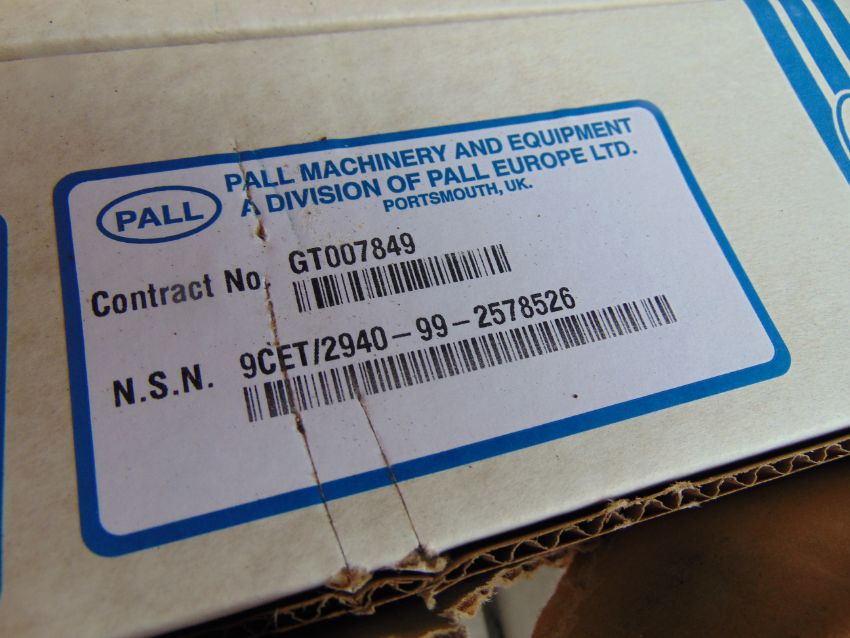 PALL
PALL MACHINERY AND EQUIPMENT
A DIVISION OF PALL EUROPE LTD.
PORTSMOUTH, UK.
Contract No. GT007849
N.S.N. 9CET/2940-99-2578526